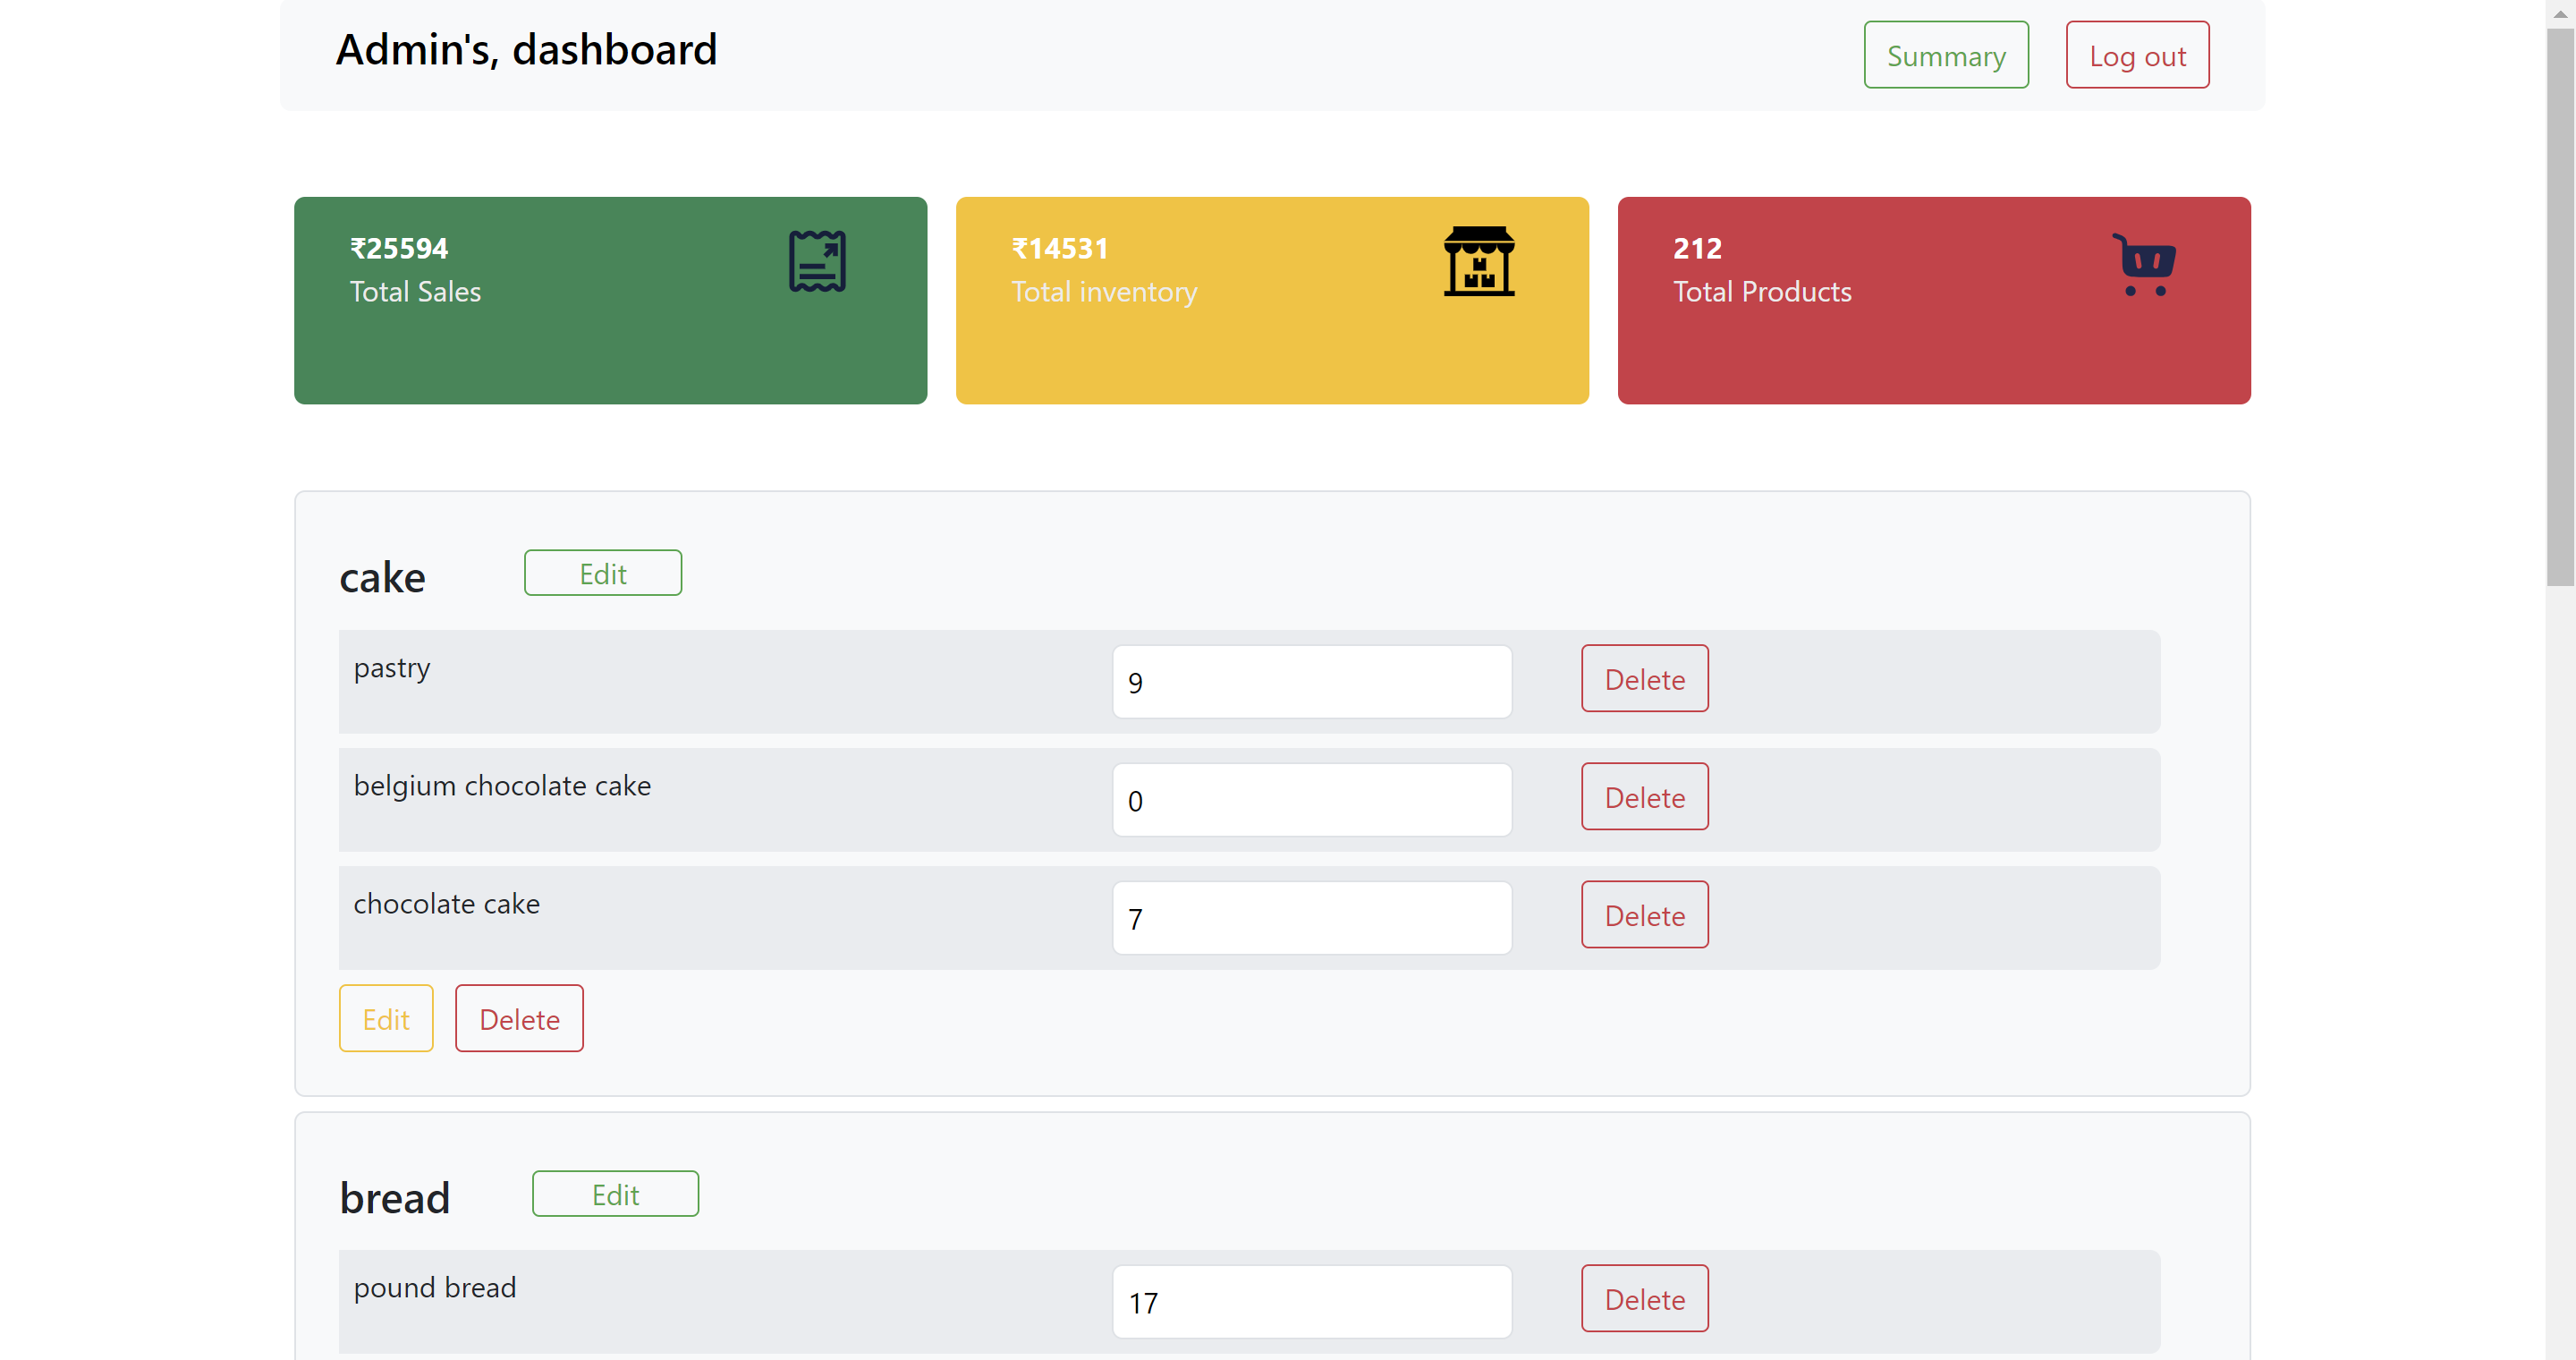 Admin's, dashboard
Summary
Log out
₹25594
Total Sales
₹14531
Total inventory
212
Total Products
cake
Edit
pastry
9
Delete
belgium chocolate cake
0
Delete
chocolate cake
7
Delete
Edit
Delete
bread
Edit
pound bread
17
Delete